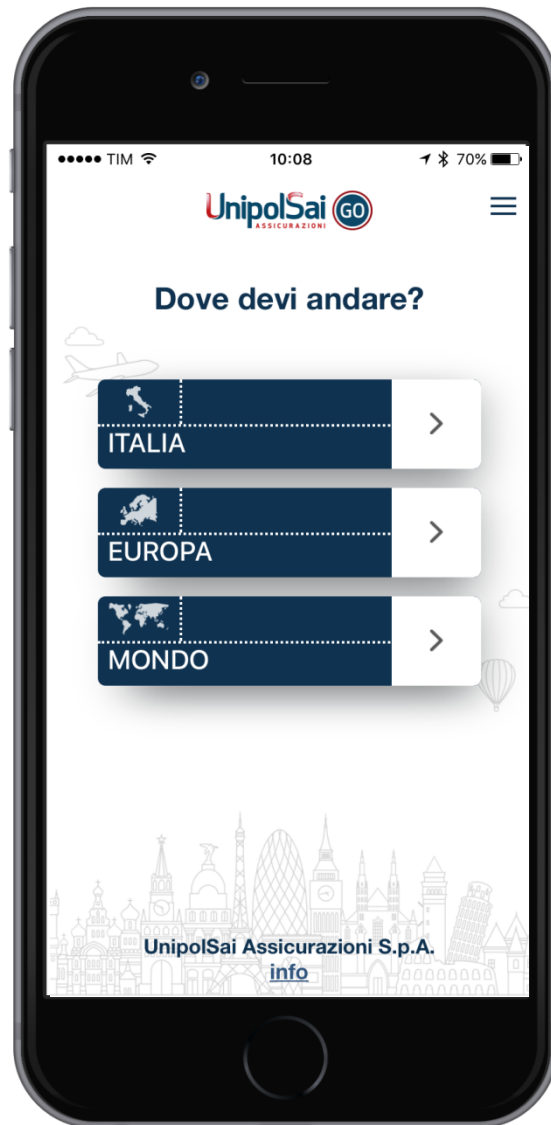 TIM 10:08 70%
UnipolSai GO
ASSICURAZIONI
Dove devi andare?
ITALIA
EUROPA
MONDO
UnipolSai Assicurazioni S.p.A.
info